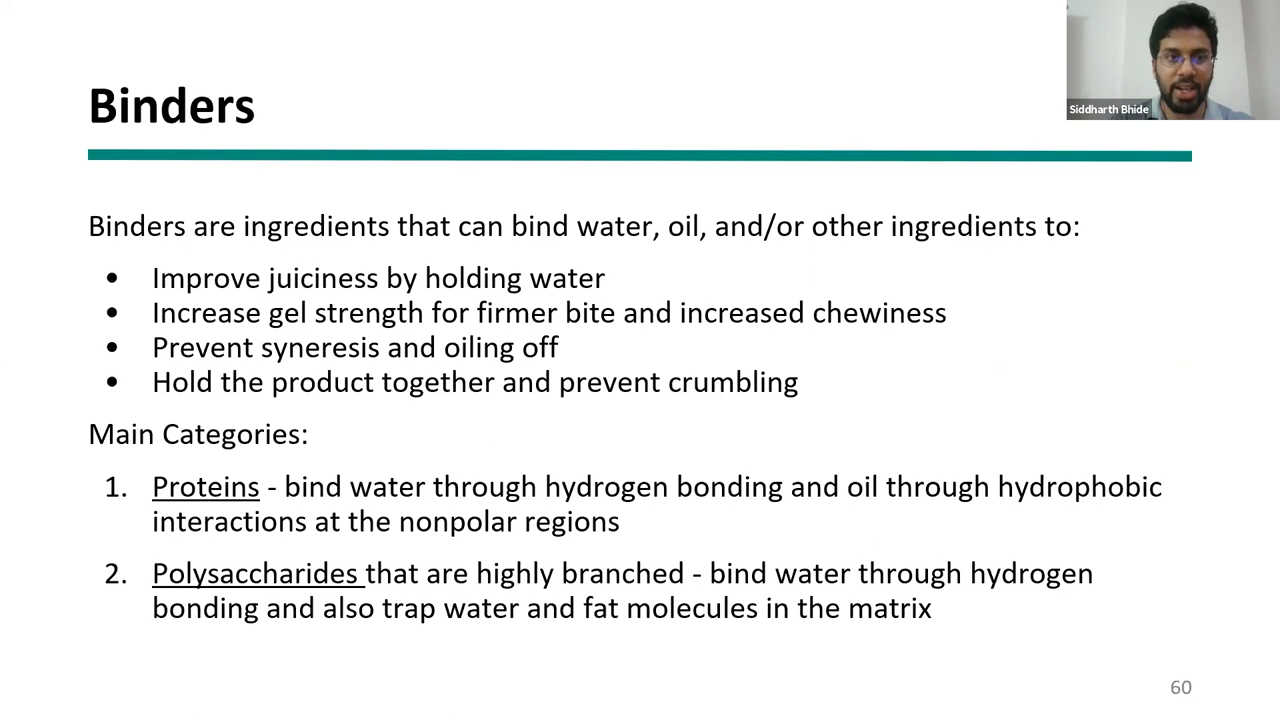 Siddharth Bhide
Binders
Binders are ingredients that can bind water, oil, and/or other ingredients to:
• Improve juiciness by holding water
• Increase gel strength for firmer bite and increased chewiness
• Prevent syneresis and oiling off
• Hold the product together and prevent crumbling
Main Categories:
1. Proteins - bind water through hydrogen bonding and oil through hydrophobic
interactions at the nonpolar regions
2. Polysaccharides that are highly branched - bind water through hydrogen
bonding and also trap water and fat molecules in the matrix
60